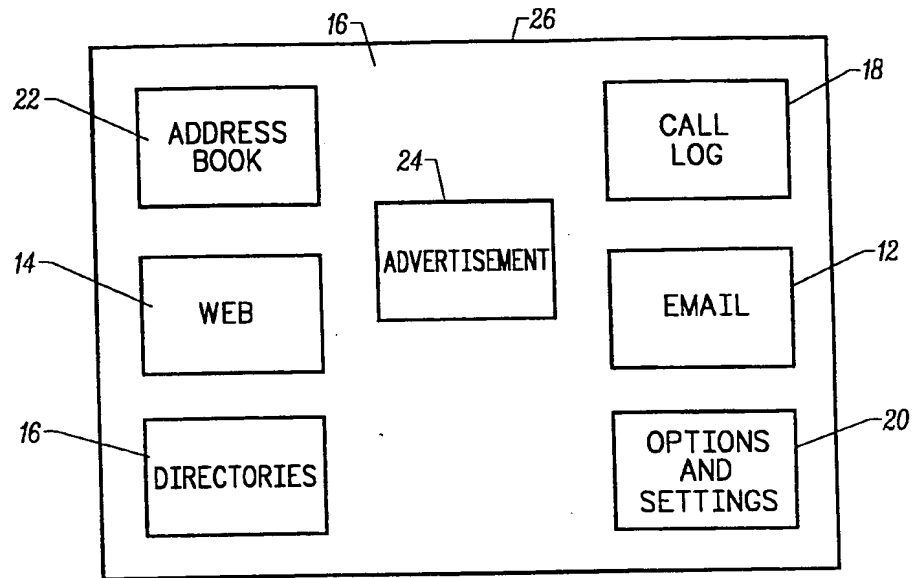 16
26
22
ADDRESS
BOOK
18
CALL
LOG
24
ADVERTISEMENT
14
WEB
12
EMAIL
16
DIRECTORIES
20
OPTIONS
AND
SETTINGS